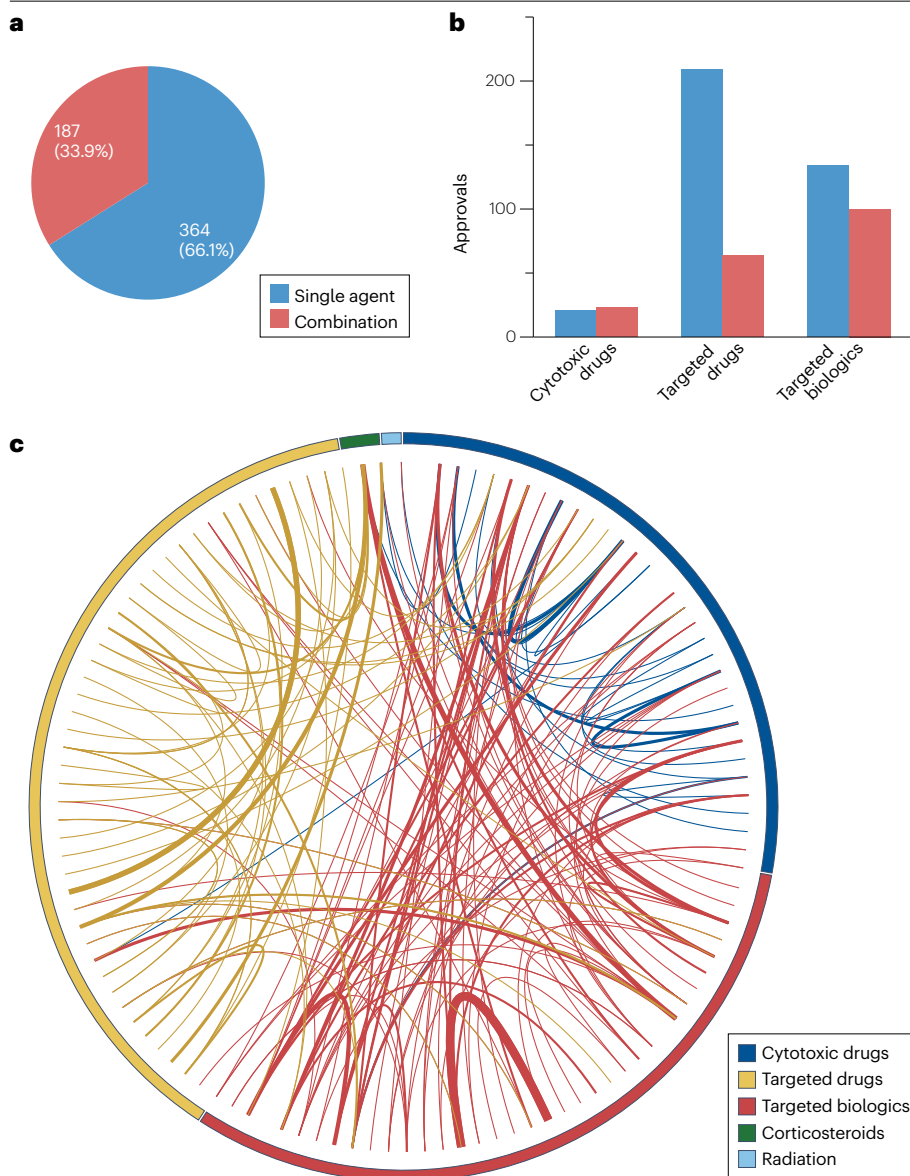 a
187
(33.9%)
364
(66.1%)
Single agent
Combination
b
Approvals
200
100
0
Cytotoxic
drugs
Targeted
drugs
Targeted
biologics
c
Cytotoxic drugs
Targeted drugs
Targeted biologics
Corticosteroids
Radiation